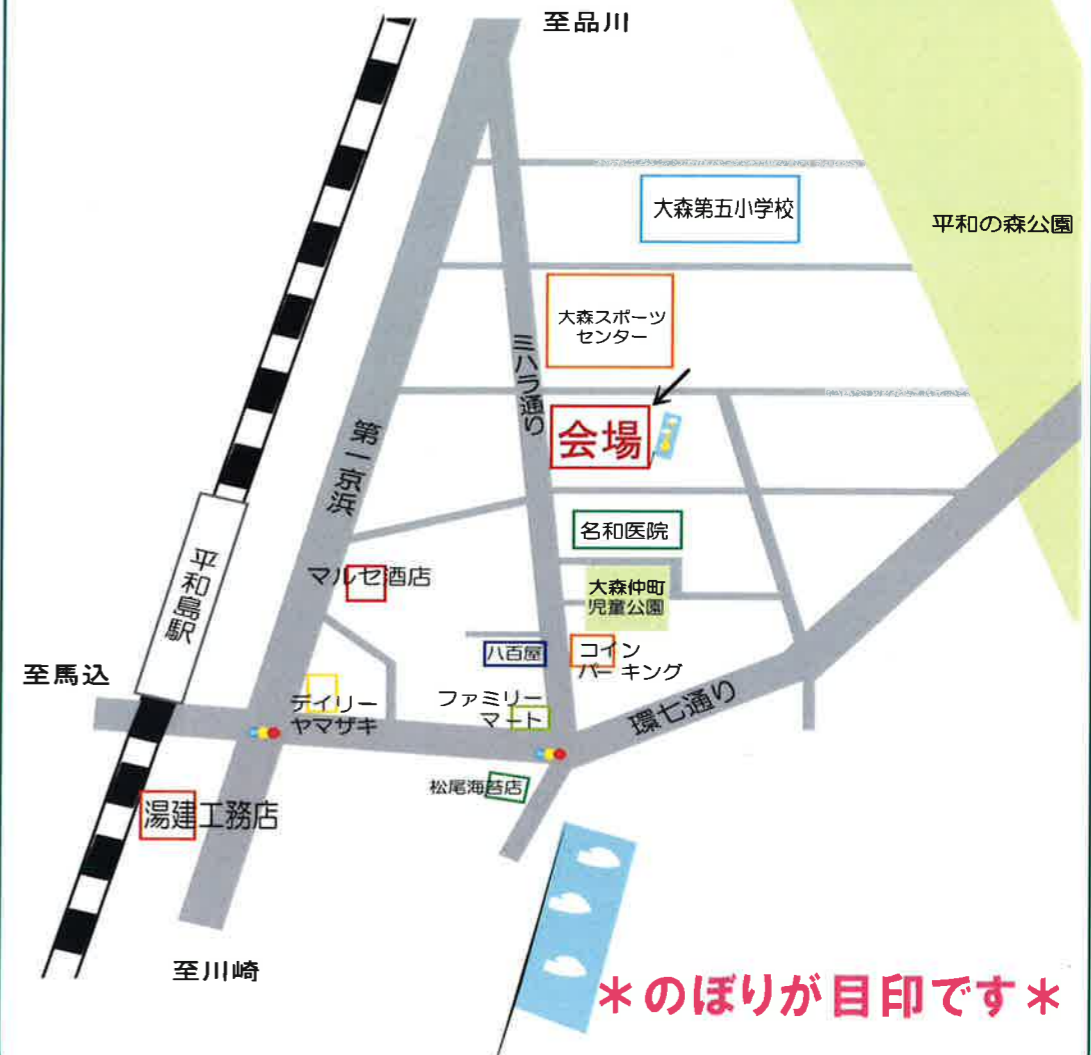 至品川
大森第五小学校
平和の森公園
大森スポーツ
センター
ミハラ通り
会場
第一京浜
名和医院
平和島駅
マルセ酒店
大森仲町
児童公園
八百屋
コイン
パーキング
至馬込
デイリー
ヤマザキ
ファミリー
マート
環七通り
松尾海苔店
湯建工務店
至川崎
＊のぼりが目印です＊